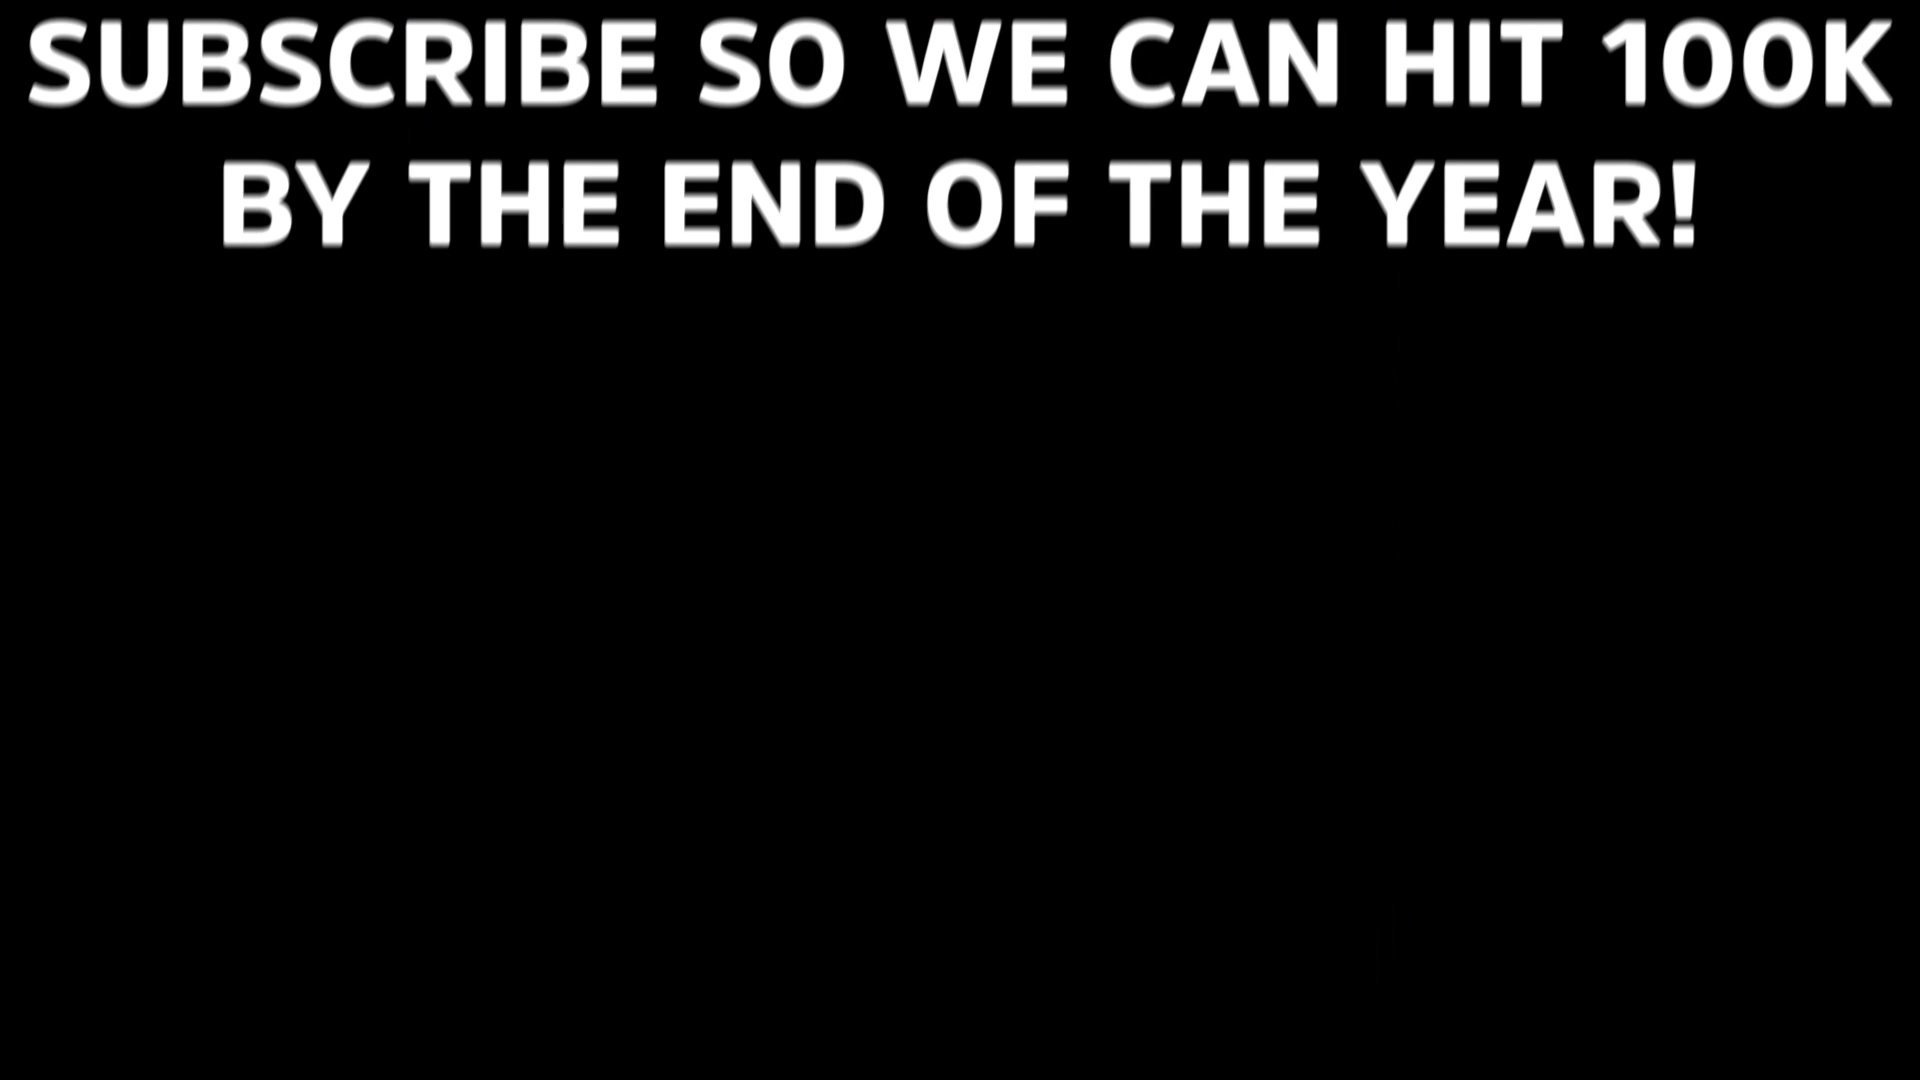 SUBSCRIBE SO WE CAN HIT 100K
BY THE END OF THE YEAR!